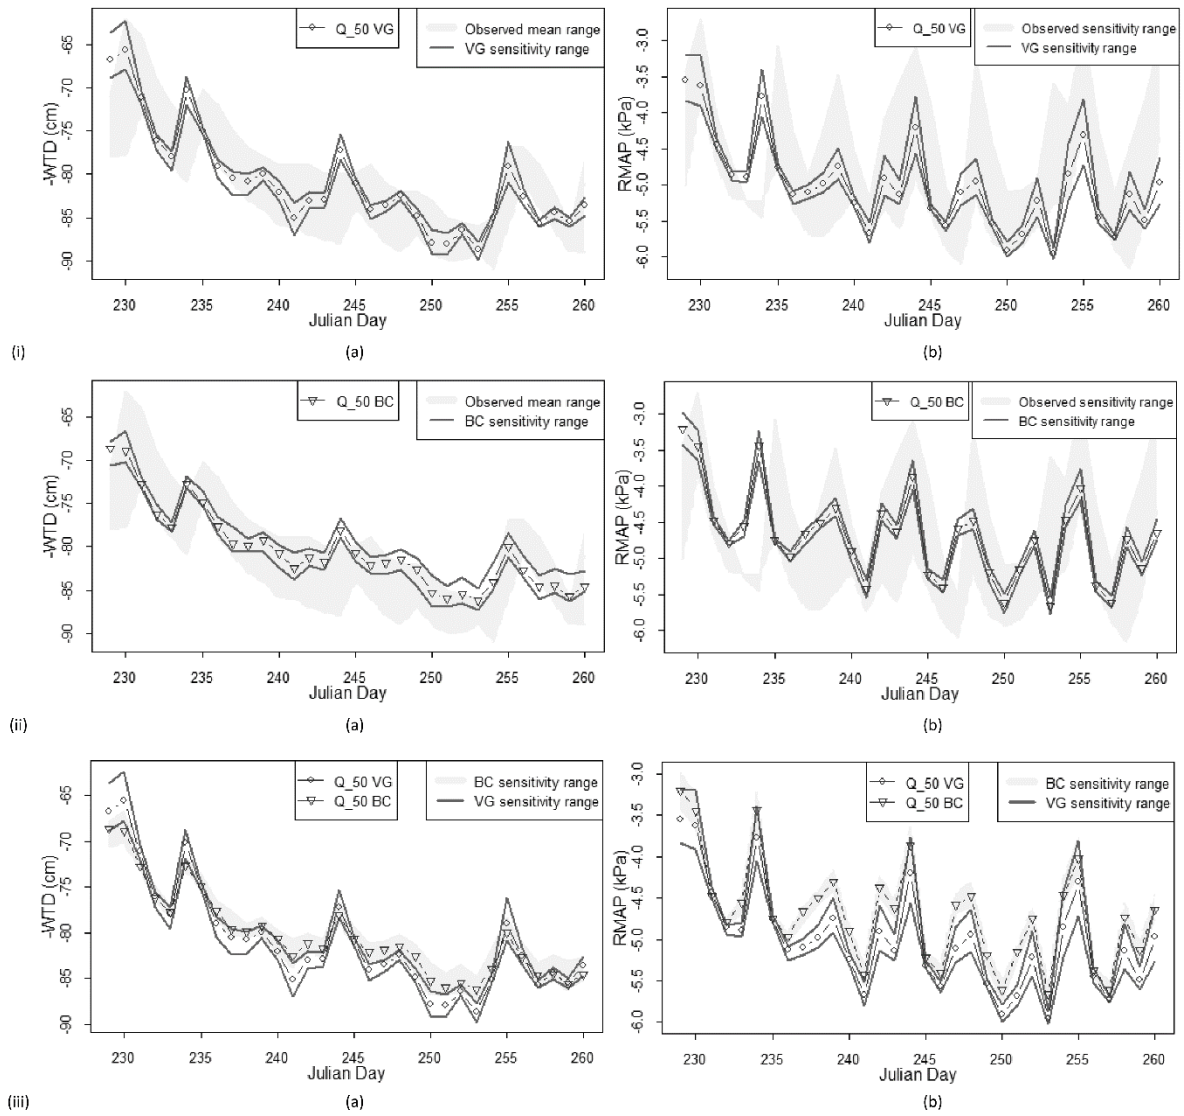 Q_50 VG
Observed mean range
VG sensitivity range
-WTD (cm)
-65
-70
-75
-80
-85
-90
230 235 240 245 250 255 260
Julian Day
Q_50 VG
Observed sensitivity range
VG sensitivity range
RMAP (kPa)
-3.0
-3.5
-4.0
-4.5
-5.0
-5.5
-6.0
230 235 240 245 250 255 260
Julian Day
(i) (a) (b)
Q_50 BC
Observed mean range
BC sensitivity range
-WTD (cm)
-65
-70
-75
-80
-85
-90
230 235 240 245 250 255 260
Julian Day
Q_50 BC
Observed sensitivity range
BC sensitivity range
RMAP (kPa)
-3.0
-3.5
-4.0
-4.5
-5.0
-5.5
-6.0
230 235 240 245 250 255 260
Julian Day
(ii) (a) (b)
Q_50 VG
Q_50 BC
BC sensitivity range
VG sensitivity range
-WTD (cm)
-65
-70
-75
-80
-85
-90
230 235 240 245 250 255 260
Julian Day
Q_50 VG
Q_50 BC
BC sensitivity range
VG sensitivity range
RMAP (kPa)
-3.0
-3.5
-4.0
-4.5
-5.0
-5.5
-6.0
230 235 240 245 250 255 260
Julian Day
(iii) (a) (b)